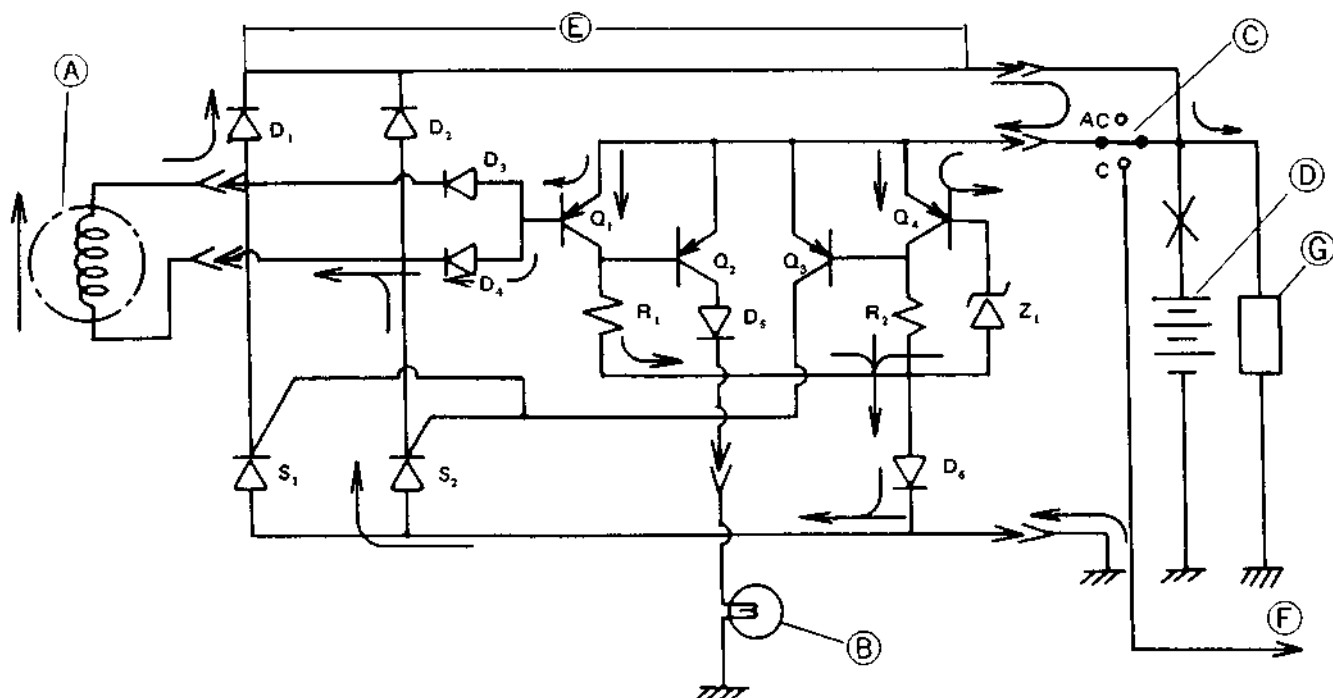 E
A
C
D₁
D₂
AC
D₃
C
D
Q₁
Q₄
G
Q₂
Q₃
D₄
R₁
D₅
R₂
Z₁
S₁
S₂
D₆
F
B